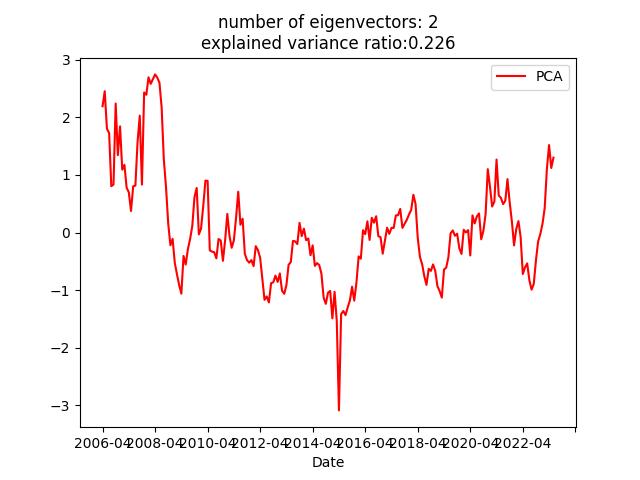 number of eigenvectors: 2
explained variance ratio:0.226
PCA
3
2
1
0
−1
−2
−3
2006-04 2008-04 2010-04 2012-04 2014-04 2016-04 2018-04 2020-04 2022-04
Date